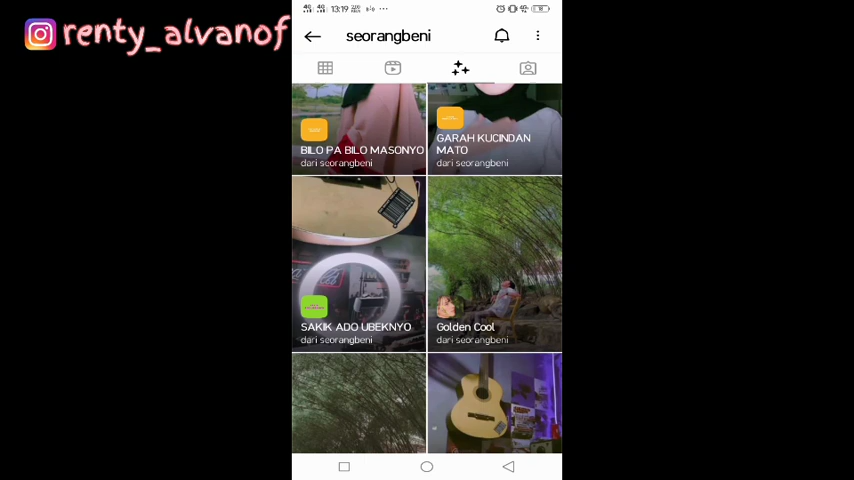 renty_alvanof
13:19
seorangbeni
BILO PA BILO MASONYO
dari seorangbeni
GARAH KUCINDAN
MATO
dari seorangbeni
SAKIK ADO UBEKNYO
dari seorangbeni
Golden Cool
dari seorangbeni